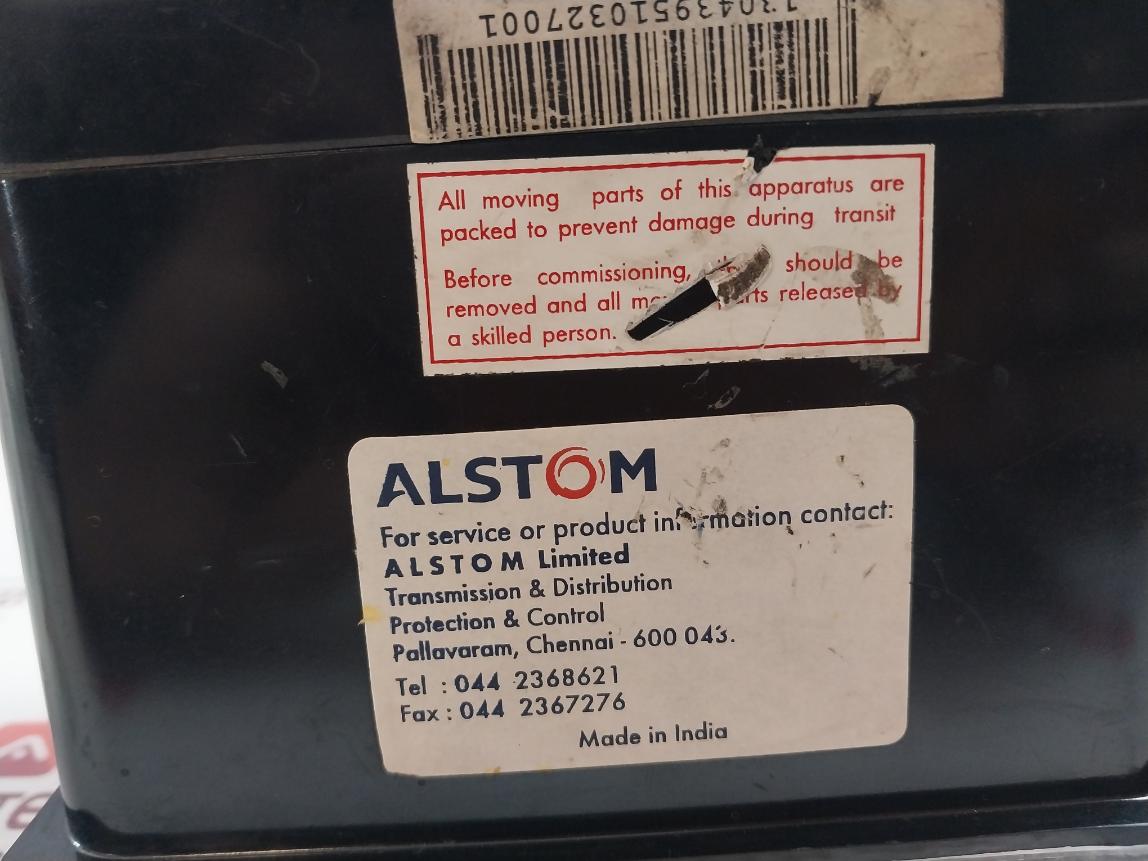 130439510327001
All moving parts of this apparatus are
packed to prevent damage during transit
Before commissioning, should be
removed and all released by
a skilled person.
ALSTOM
For service or product information contact:
ALSTOM Limited
Transmission & Distribution
Protection & Control
Pallavaram, Chennai - 600 043.
Tel : 044 2368621
Fax : 044 2367276
Made in India